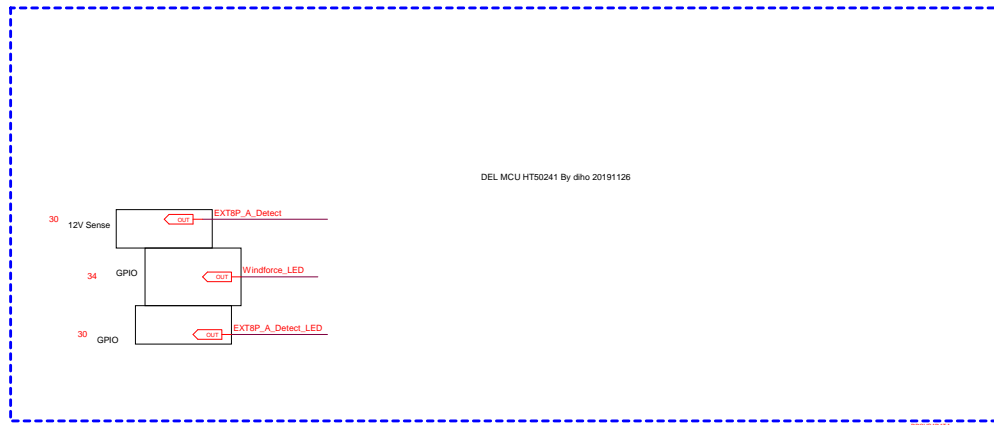 DEL MCU HT50241 By diho 20191126
30 12V Sense OUT EXT8P_A_Detect
34 GPIO OUT Windforce_LED
30 GPIO OUT EXT8P_A_Detect_LED